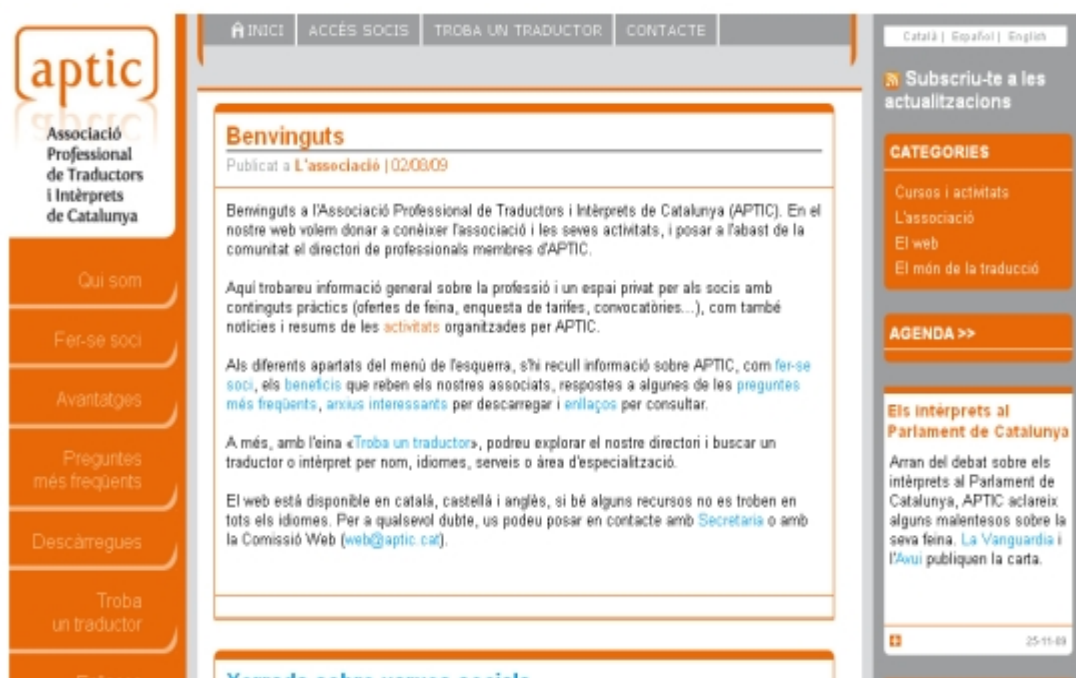 aptic
Associació
Professional
de Traductors
i Intèrprets
de Catalunya
Qui som
Fer-se soci
Avantatges
Preguntes
més freqüents
Descàrregues
Troba
un traductor
INICI
ACCÉS SOCIS
TROBA UN TRADUCTOR
CONTACTE
Benvinguts
Publicat a L'associació | 02/08/09
Benvinguts a l'Associació Professional de Traductors i Intèrprets de Catalunya (APTIC). En el
nostre web volem donar a conèixer l'associació i les seves activitats, i posar a l'abast de la
comunitat el directori de professionals membres d'APTIC.
Aquí trobareu informació general sobre la professió i un espai privat per als socis amb
continguts pràctics (ofertes de feina, enquesta de tarifes, convocatòries...), com també
notícies i resums de les activitats organitzades per APTIC.
Als diferents apartats del menú de l'esquerra, s'hi recull informació sobre APTIC, com fer-se
soci, els beneficis que reben els nostres associats, respostes a algunes de les preguntes
més freqüents, arxius interessants per descarregar i enllaços per consultar.
A més, amb l'eina «Troba un traductor», podreu explorar el nostre directori i buscar un
traductor o intèrpret per nom, idiomes, serveis o àrea d'especialització.
El web està disponible en català, castellà i anglès, si bé alguns recursos no es troben en
tots els idiomes. Per a qualsevol dubte, us podeu posar en contacte amb Secretaria o amb
la Comissió Web (web@aptic.cat).
Català | Español | English
Subscriu-te a les
actualitzacions
CATEGORIES
Cursos i activitats
L'associació
El web
El món de la traducció
AGENDA >>
Els intèrprets al
Parlament de Catalunya
Arran del debat sobre els
intèrprets al Parlament de
Catalunya, APTIC aclareix
alguns malentesos sobre la
seva feina. La Vanguardia i
l'Avui publiquen la carta.
25-11-09